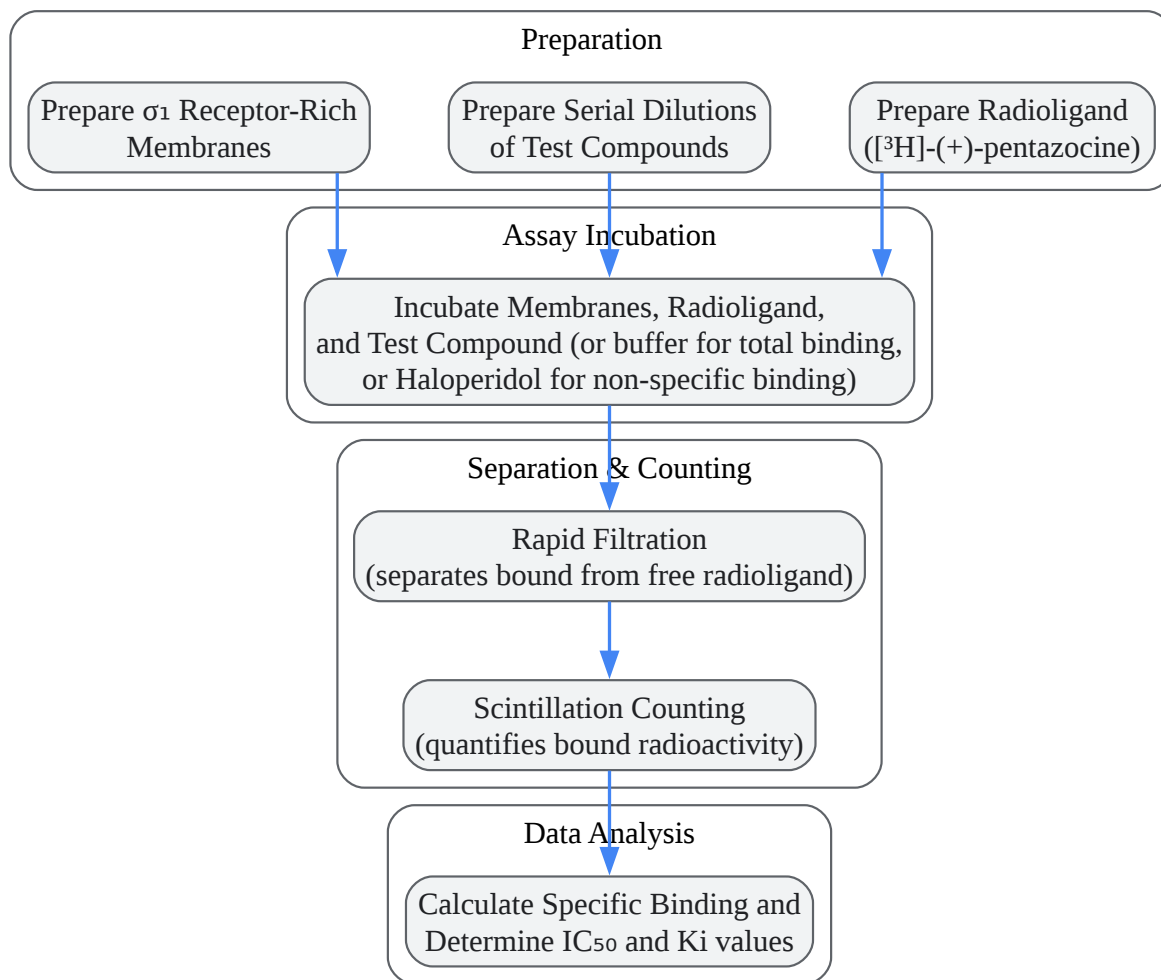 Preparation
Prepare σ₁ Receptor-Rich
Membranes
Prepare Serial Dilutions
of Test Compounds
Prepare Radioligand
([³H]-(+)-pentazocine)
Assay Incubation
Incubate Membranes, Radioligand,
and Test Compound (or buffer for total binding,
or Haloperidol for non-specific binding)
Separation & Counting
Rapid Filtration
(separates bound from free radioligand)
Scintillation Counting
(quantifies bound radioactivity)
Data Analysis
Calculate Specific Binding and
Determine IC₅₀ and Ki values